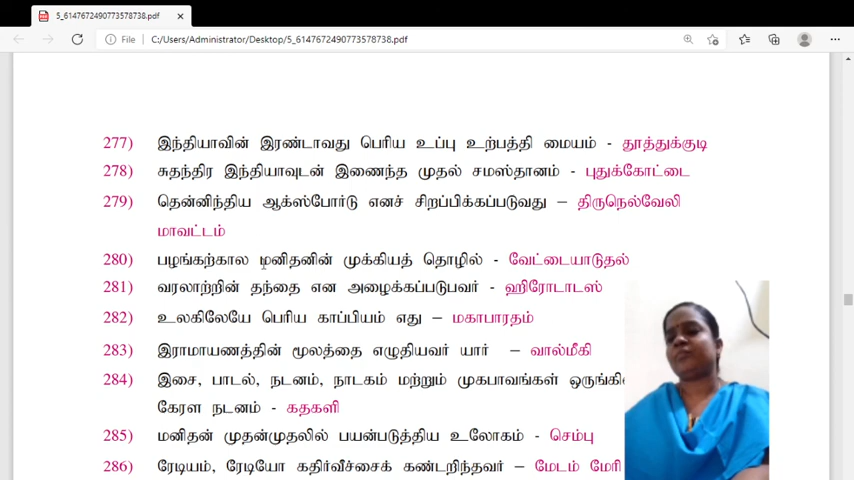 5_6147672490773578738.pdf
File C:/Users/Administrator/Desktop/5_6147672490773578738.pdf
277) இந்தியாவின் இரண்டாவது பெரிய உப்பு உற்பத்தி மையம் - தூத்துக்குடி
278) சுதந்திர இந்தியாவுடன் இணைந்த முதல் சமஸ்தானம் - புதுக்கோட்டை
279) தென்னிந்திய ஆக்ஸ்போர்டு எனச் சிறப்பிக்கப்படுவது – திருநெல்வேலி
மாவட்டம்
280) பழங்கற்கால மனிதனின் முக்கியத் தொழில் - வேட்டையாடுதல்
281) வரலாற்றின் தந்தை என அழைக்கப்படுபவர் - ஹிரோடாடஸ்
282) உலகிலேயே பெரிய காப்பியம் எது – மகாபாரதம்
283) இராமாயணத்தின் மூலத்தை எழுதியவர் யார் – வால்மீகி
284) இசை, பாடல், நடனம், நாடகம் மற்றும் முகபாவங்கள்
கேரள நடனம் - கதகளி
285) மனிதன் முதன்முதலில் பயன்படுத்திய உலோகம் - செம்பு
286) ரேடியம், ரேடியோ கதிர்வீச்சைக் கண்டறிந்தவர் – மேடம் மேரி